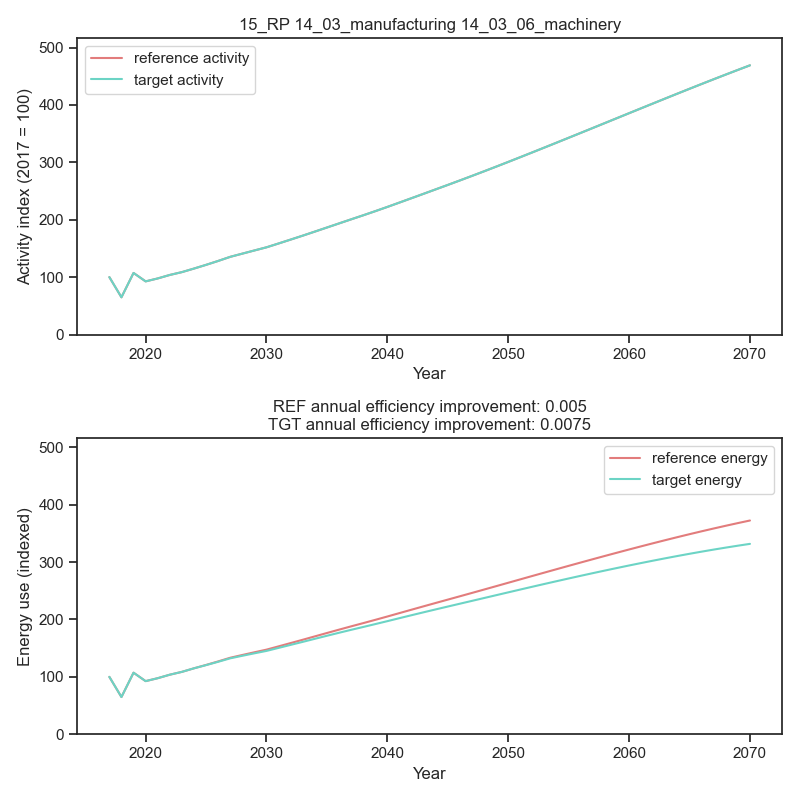 15_RP 14_03_manufacturing 14_03_06_machinery
500
400
300
200
100
0
Activity index (2017 = 100)
reference activity
target activity
2020 2030 2040 2050 2060 2070
Year
REF annual efficiency improvement: 0.005
TGT annual efficiency improvement: 0.0075
500
400
300
200
100
0
Energy use (indexed)
reference energy
target energy
2020 2030 2040 2050 2060 2070
Year